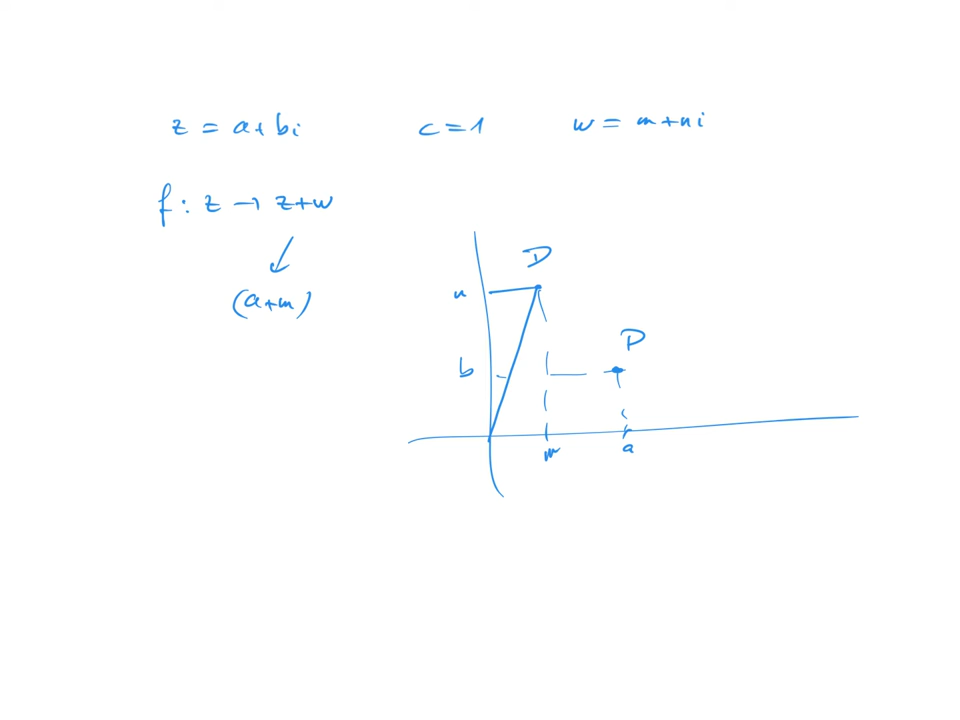 z = a+bi c=1 w = m+ni
f: z → z+w
(a+m)
D
n
P
b
m a